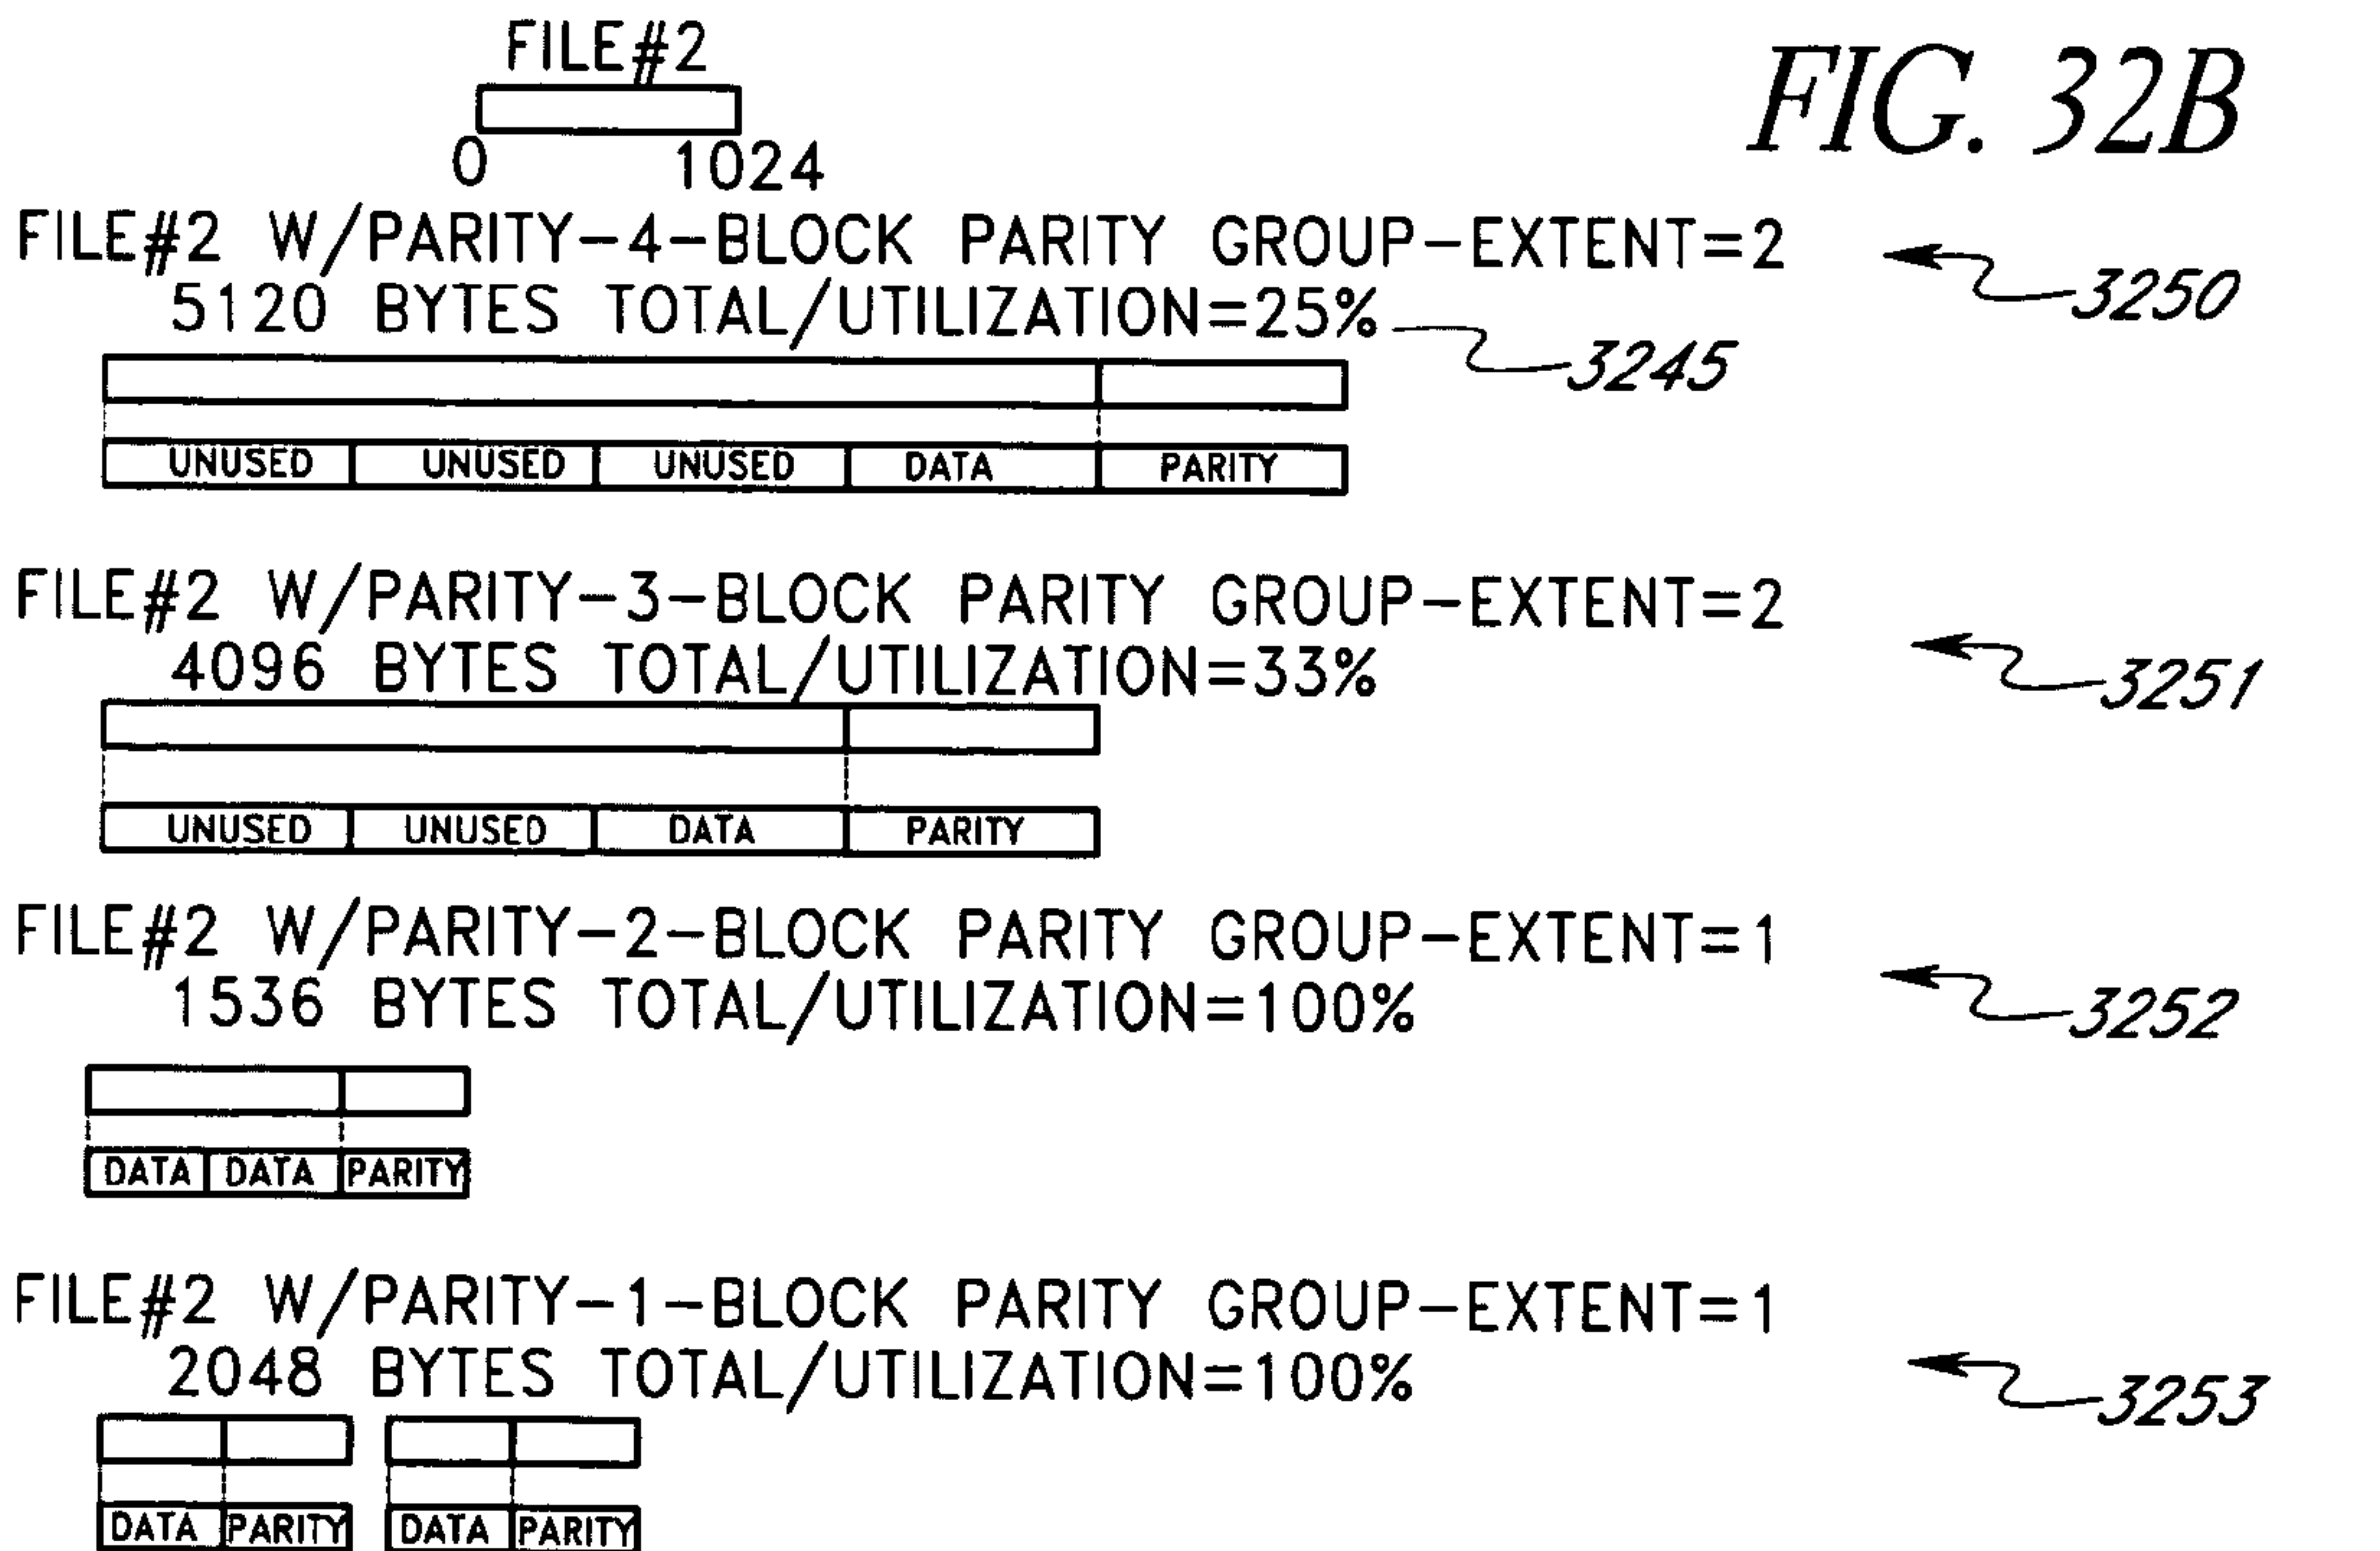 FILE#2
FIG. 32B
0 1024
FILE#2 W/PARITY-4-BLOCK PARITY GROUP-EXTENT=2
3250
5120 BYTES TOTAL/UTILIZATION=25%
3245
UNUSED UNUSED UNUSED DATA PARITY
FILE#2 W/PARITY-3-BLOCK PARITY GROUP-EXTENT=2
4096 BYTES TOTAL/UTILIZATION=33%
3251
UNUSED UNUSED DATA PARITY
FILE#2 W/PARITY-2-BLOCK PARITY GROUP-EXTENT=1
1536 BYTES TOTAL/UTILIZATION=100%
3252
DATA DATA PARITY
FILE#2 W/PARITY-1-BLOCK PARITY GROUP-EXTENT=1
2048 BYTES TOTAL/UTILIZATION=100%
3253
DATA PARITY DATA PARITY